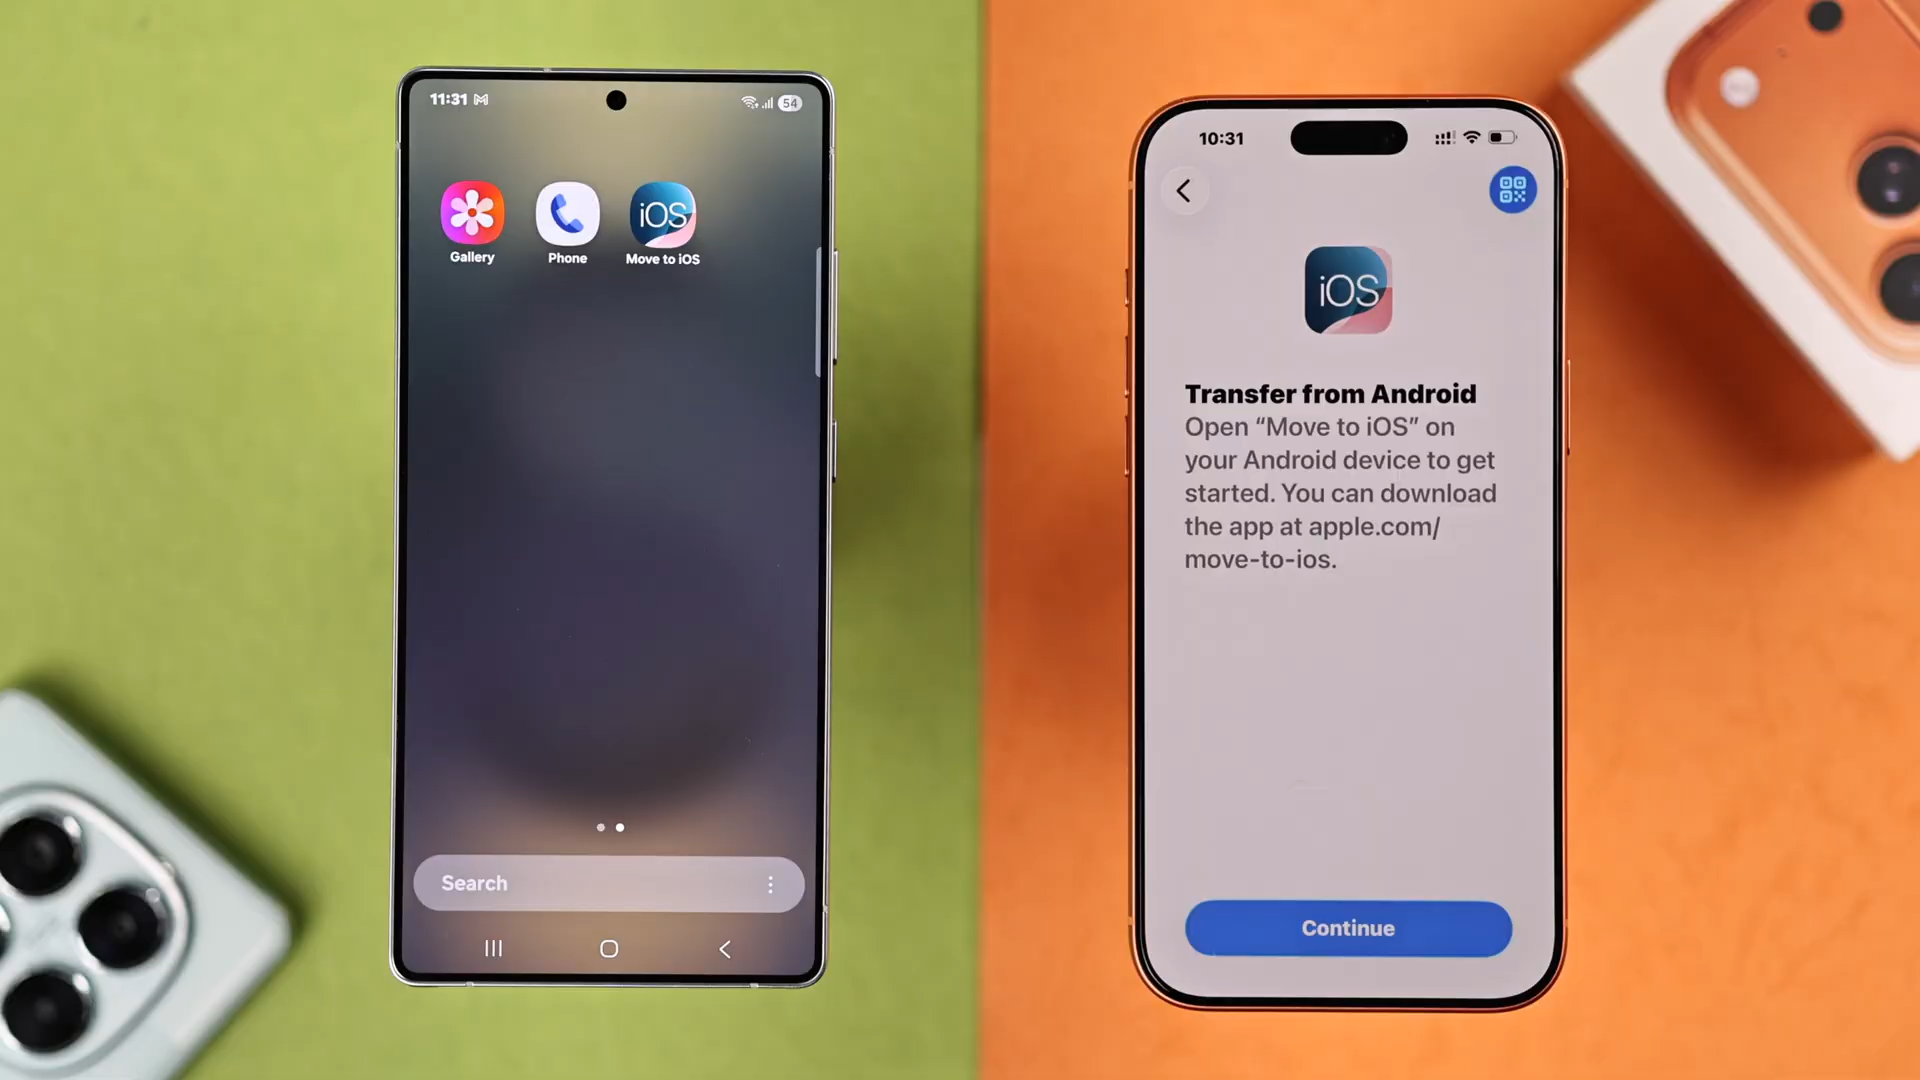 11:31
54
iOS
Gallery
Phone
Move to iOS
Search
10:31
iOS
Transfer from Android
Open “Move to iOS” on
your Android device to get
started. You can download
the app at apple.com/
move-to-ios.
Continue